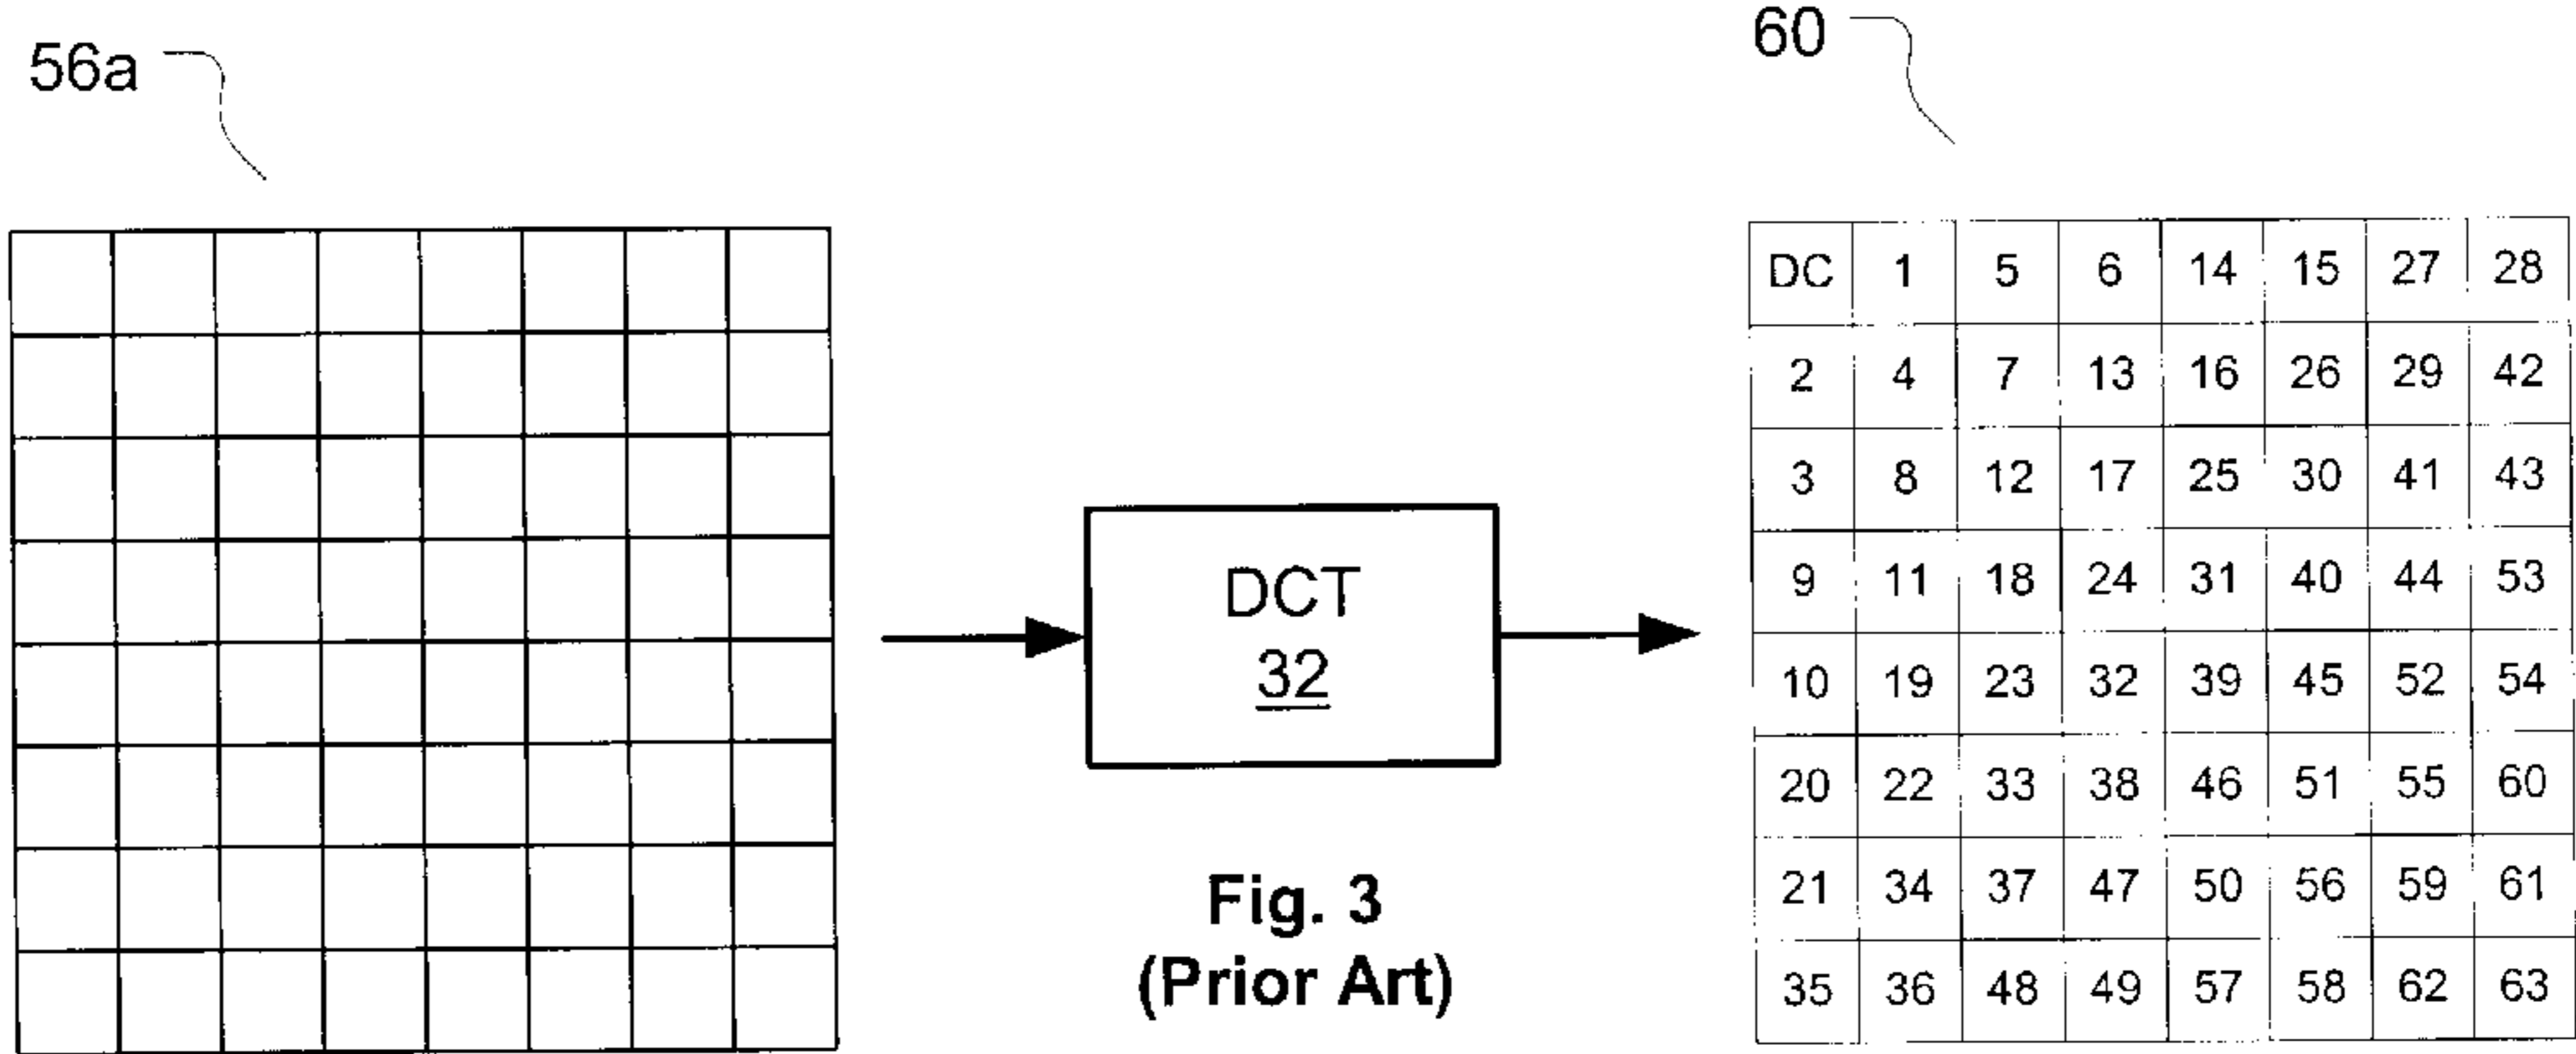 56a
60
DC 1 5 6 14 15 27 28
2 4 7 13 16 26 29 42
3 8 12 17 25 30 41 43
9 11 18 24 31 40 44 53
10 19 23 32 39 45 52 54
20 22 33 38 46 51 55 60
21 34 37 47 50 56 59 61
35 36 48 49 57 58 62 63
DCT
32
Fig. 3
(Prior Art)